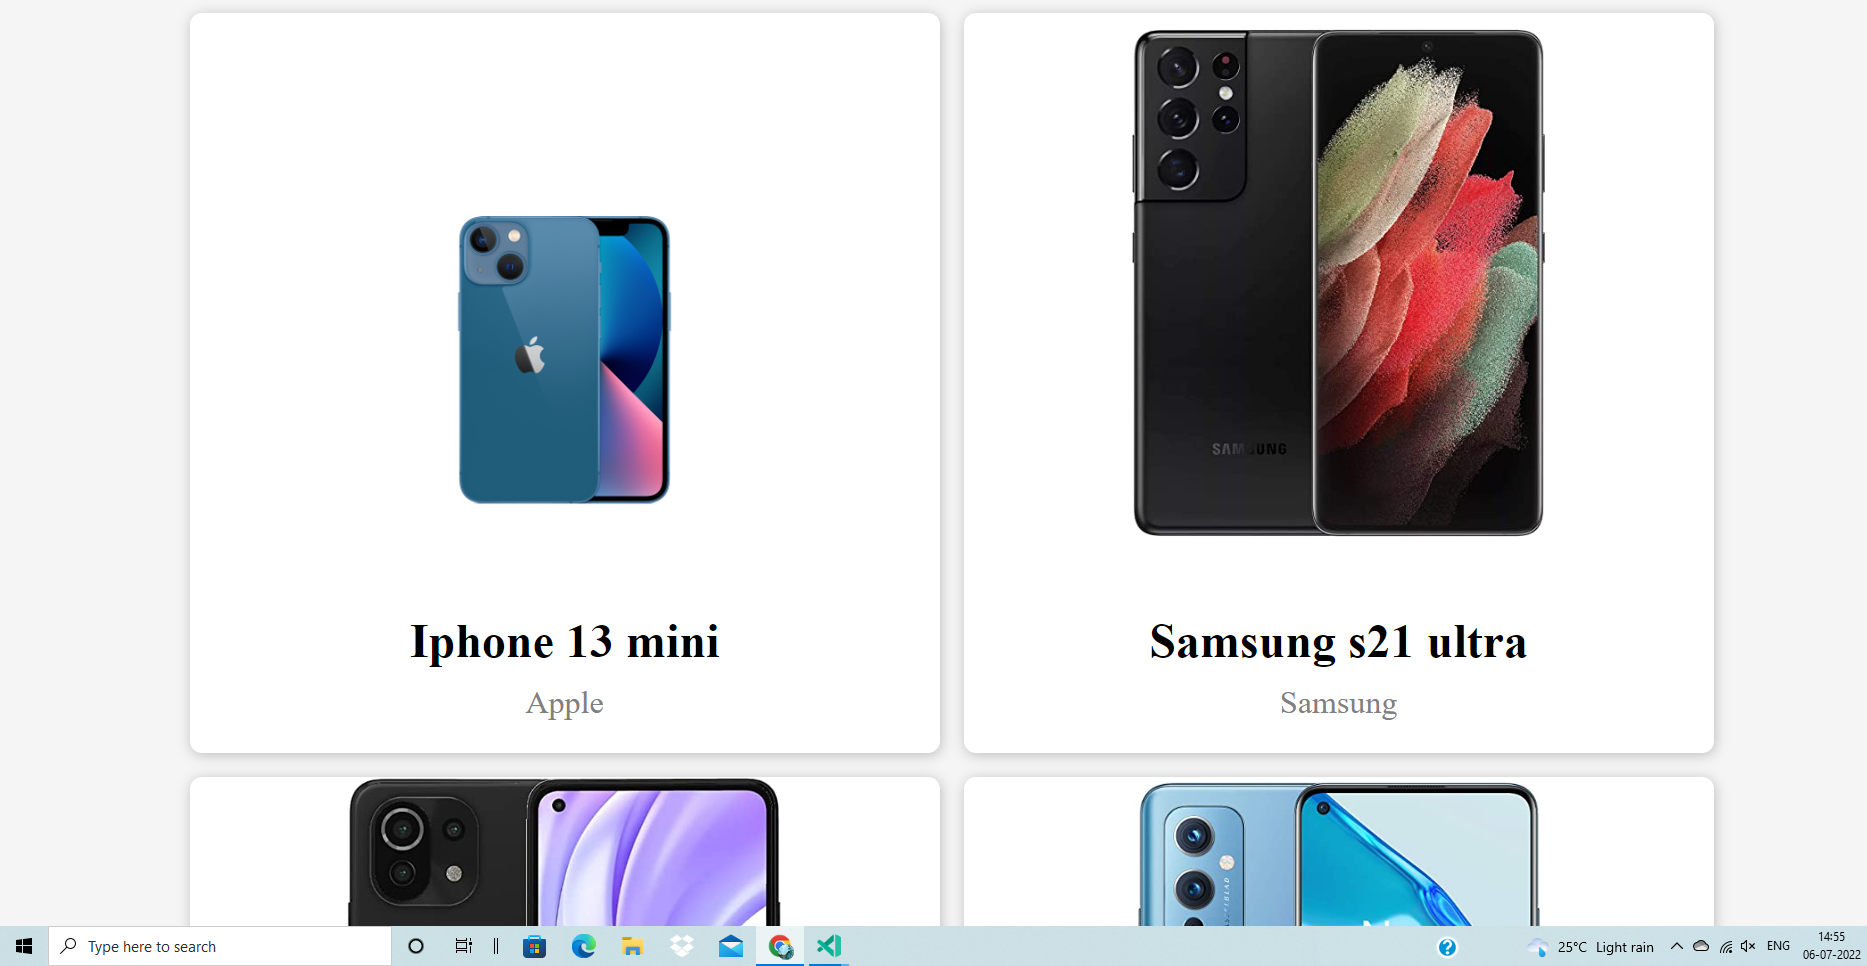 SAMSUNG
Iphone 13 mini
Samsung s21 ultra
Apple
Samsung
Type here to search
25°C Light rain
ENG
14:55
06-07-2022